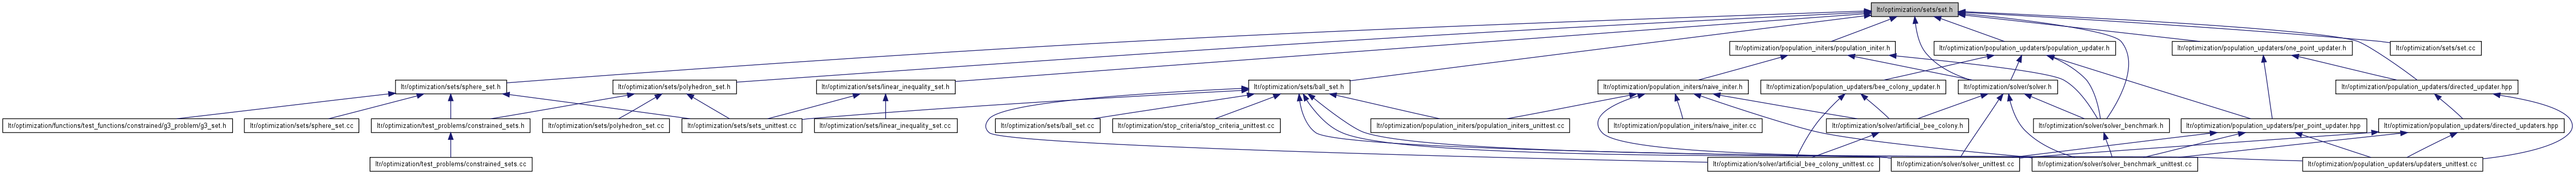 ltr/optimization/sets/set.h
ltr/optimization/population_initers/population_initer.h
ltr/optimization/population_updaters/population_updater.h
ltr/optimization/population_updaters/one_point_updater.h
ltr/optimization/sets/set.cc
ltr/optimization/sets/sphere_set.h
ltr/optimization/sets/polyhedron_set.h
ltr/optimization/sets/linear_inequality_set.h
ltr/optimization/sets/ball_set.h
ltr/optimization/population_initers/naive_initer.h
ltr/optimization/population_updaters/bee_colony_updater.h
ltr/optimization/solver/solver.h
ltr/optimization/population_updaters/directed_updater.hpp
ltr/optimization/functions/test_functions/constrained/g3_problem/g3_set.h
ltr/optimization/sets/sphere_set.cc
ltr/optimization/test_problems/constrained_sets.h
ltr/optimization/sets/polyhedron_set.cc
ltr/optimization/sets/sets_unittest.cc
ltr/optimization/sets/linear_inequality_set.cc
ltr/optimization/sets/ball_set.cc
ltr/optimization/stop_criteria/stop_criteria_unittest.cc
ltr/optimization/population_initers/population_initers_unittest.cc
ltr/optimization/population_initers/naive_initer.cc
ltr/optimization/solver/artificial_bee_colony.h
ltr/optimization/solver/solver_benchmark.h
ltr/optimization/population_updaters/per_point_updater.hpp
ltr/optimization/population_updaters/directed_updaters.hpp
ltr/optimization/test_problems/constrained_sets.cc
ltr/optimization/solver/artificial_bee_colony_unittest.cc
ltr/optimization/solver/solver_unittest.cc
ltr/optimization/solver/solver_benchmark_unittest.cc
ltr/optimization/population_updaters/updaters_unittest.cc